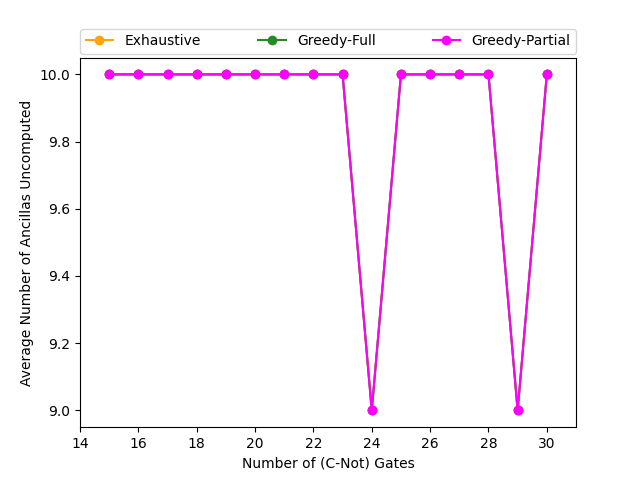 Exhaustive Greedy-Full Greedy-Partial
Average Number of Ancillas Uncomputed
10.0
9.8
9.6
9.4
9.2
9.0
14 16 18 20 22 24 26 28 30
Number of (C-Not) Gates